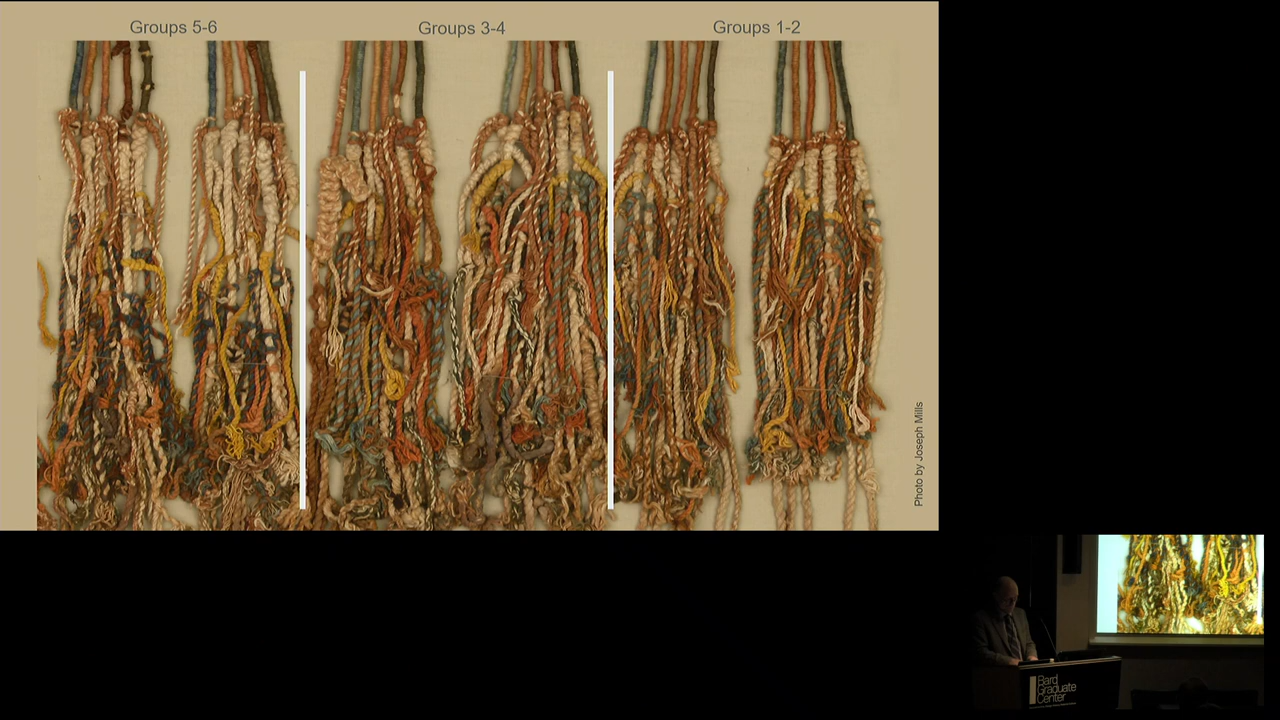 Groups 5-6
Groups 3-4
Groups 1-2
Photo by Joseph Mills
Bard
Graduate
Center